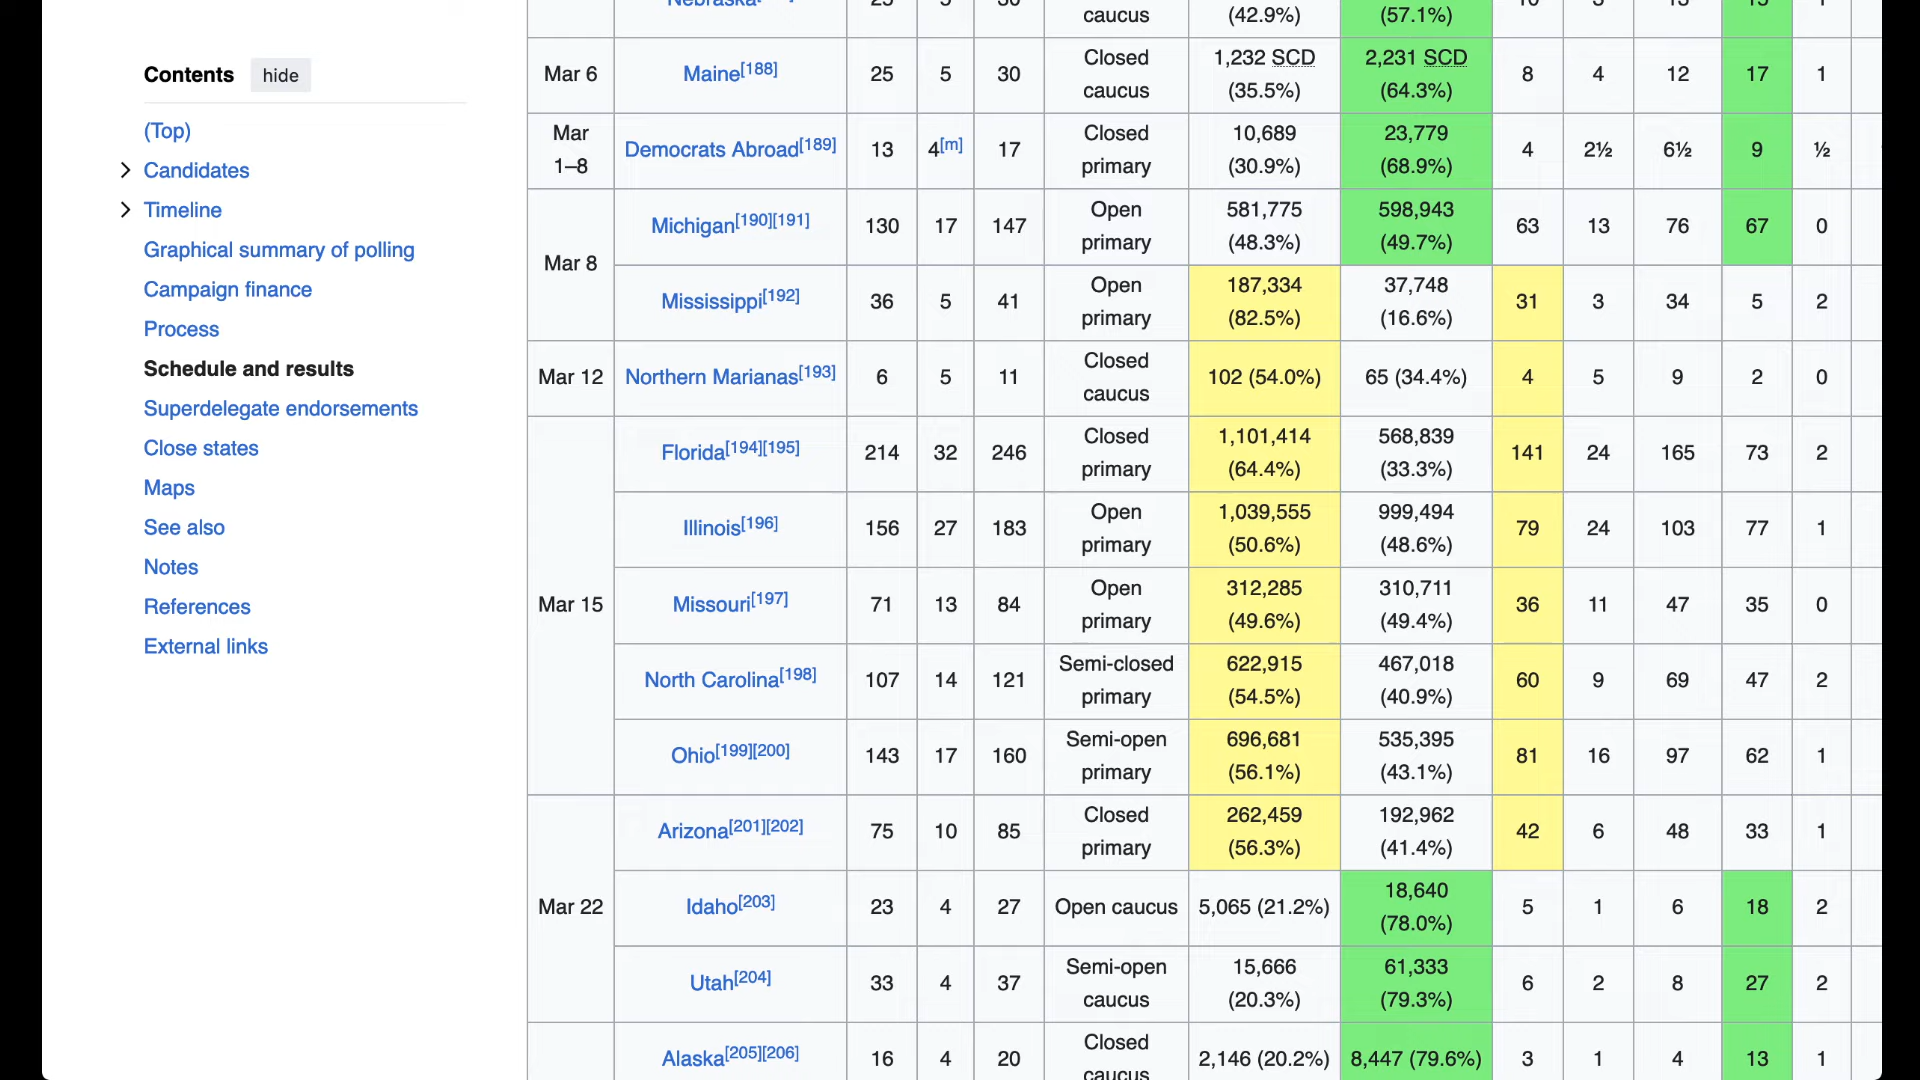 Contents hide
(Top)
Candidates
Timeline
Graphical summary of polling
Campaign finance
Process
Schedule and results
Superdelegate endorsements
Close states
Maps
See also
Notes
References
External links
caucus (42.9%) (57.1%)
Mar 6 Maine[188] 25 5 30 Closed caucus 1,232 SCD (35.5%) 2,231 SCD (64.3%) 8 4 12 17 1
Mar 1–8 Democrats Abroad[189] 13 4[m] 17 Closed primary 10,689 (30.9%) 23,779 (68.9%) 4 2½ 6½ 9 ½
Mar 8 Michigan[190][191] 130 17 147 Open primary 581,775 (48.3%) 598,943 (49.7%) 63 13 76 67 0
Mississippi[192] 36 5 41 Open primary 187,334 (82.5%) 37,748 (16.6%) 31 3 34 5 2
Mar 12 Northern Marianas[193] 6 5 11 Closed caucus 102 (54.0%) 65 (34.4%) 4 5 9 2 0
Mar 15 Florida[194][195] 214 32 246 Closed primary 1,101,414 (64.4%) 568,839 (33.3%) 141 24 165 73 2
Illinois[196] 156 27 183 Open primary 1,039,555 (50.6%) 999,494 (48.6%) 79 24 103 77 1
Missouri[197] 71 13 84 Open primary 312,285 (49.6%) 310,711 (49.4%) 36 11 47 35 0
North Carolina[198] 107 14 121 Semi-closed primary 622,915 (54.5%) 467,018 (40.9%) 60 9 69 47 2
Ohio[199][200] 143 17 160 Semi-open primary 696,681 (56.1%) 535,395 (43.1%) 81 16 97 62 1
Mar 22 Arizona[201][202] 75 10 85 Closed primary 262,459 (56.3%) 192,962 (41.4%) 42 6 48 33 1
Idaho[203] 23 4 27 Open caucus 5,065 (21.2%) 18,640 (78.0%) 5 1 6 18 2
Utah[204] 33 4 37 Semi-open caucus 15,666 (20.3%) 61,333 (79.3%) 6 2 8 27 2
Alaska[205][206] 16 4 20 Closed caucus 2,146 (20.2%) 8,447 (79.6%) 3 1 4 13 1